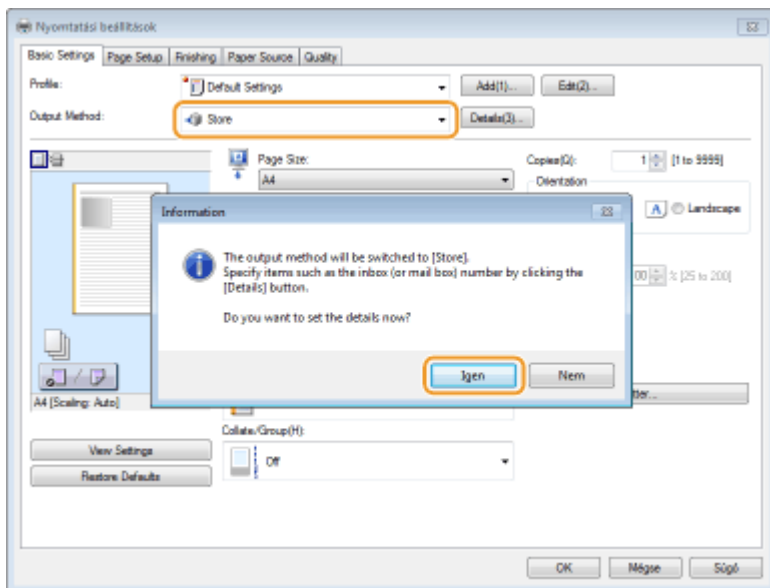 Nyomtatási beállítások
Basic Settings Page Setup Finishing Paper Source Quality
Profile: Default Settings Add(1)... Edit(2)...
Output Method: Store Details(3)...
Page Size: Copies(Q): 1 [1 to 9999]
A4 Orientation
A Landscape
Information
The output method will be switched to [Store].
Specify items such as the inbox (or mail box) number by clicking the
[Details] button.
00 % [25 to 200]
Do you want to set the details now?
Igen Nem
A4 [Scaling: Auto]
Collate/Group(H):
View Settings Off
Restore Defaults
OK Mégse Súgó